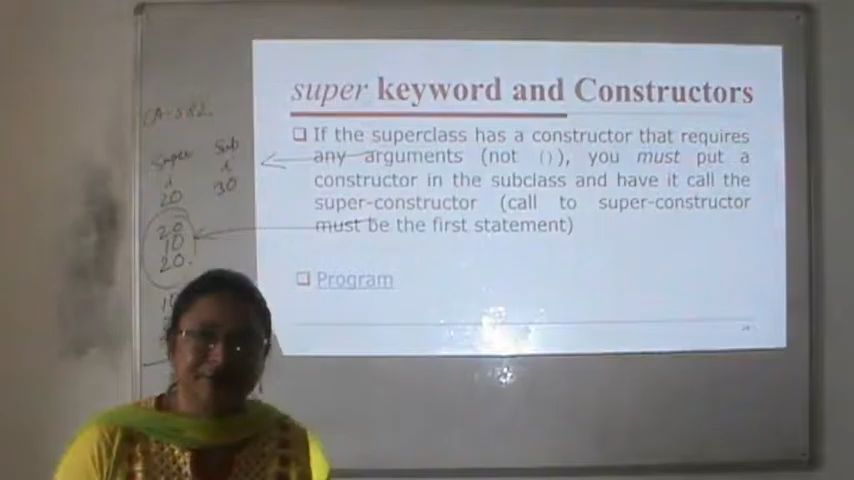 super keyword and Constructors
❑ If the superclass has a constructor that requires
any arguments (not ()), you must put a
constructor in the subclass and have it call the
super-constructor (call to super-constructor
must be the first statement)
❑ Program
CA-582.
Super Sub
i i
20 30
20
10
20.